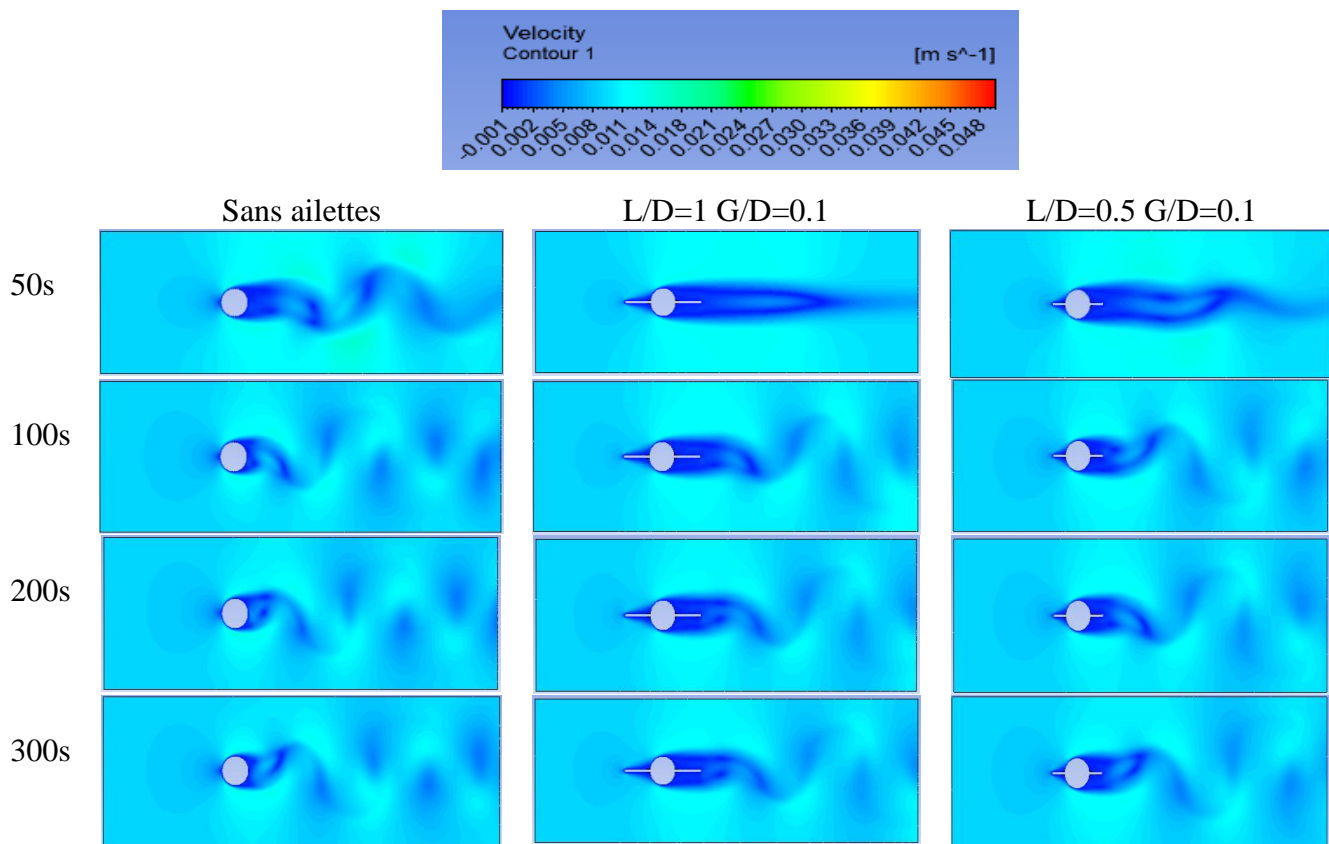 Velocity
Contour 1
[m s^-1]
-0.001 0.002 0.005 0.008 0.011 0.014 0.018 0.021 0.024 0.027 0.030 0.033 0.036 0.039 0.042 0.045 0.048
Sans ailettes L/D=1 G/D=0.1 L/D=0.5 G/D=0.1
50s
100s
200s
300s